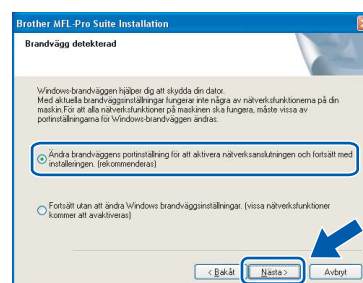 Brother MFL-Pro Suite Installation
Brandvägg detekterad
Windows-brandväggen hjälper dig att skydda din dator.
Med aktuella brandväggsinställningar fungerar inte några av nätverksfunktionerna på din
maskin.För att alla nätverksfunktioner på maskinen ska fungera, måste vissa av
portinställningarna för Windows-brandväggen ändras.
Ändra brandväggens portinställning för att aktivera nätverksanslutningen och fortsätt med
installeringen. (rekommenderas)
Fortsätt utan att ändra Windows brandväggsinställningar. (vissa nätverksfunktioner
kommer att avaktiveras)
< Bakåt Nästa > Avbryt